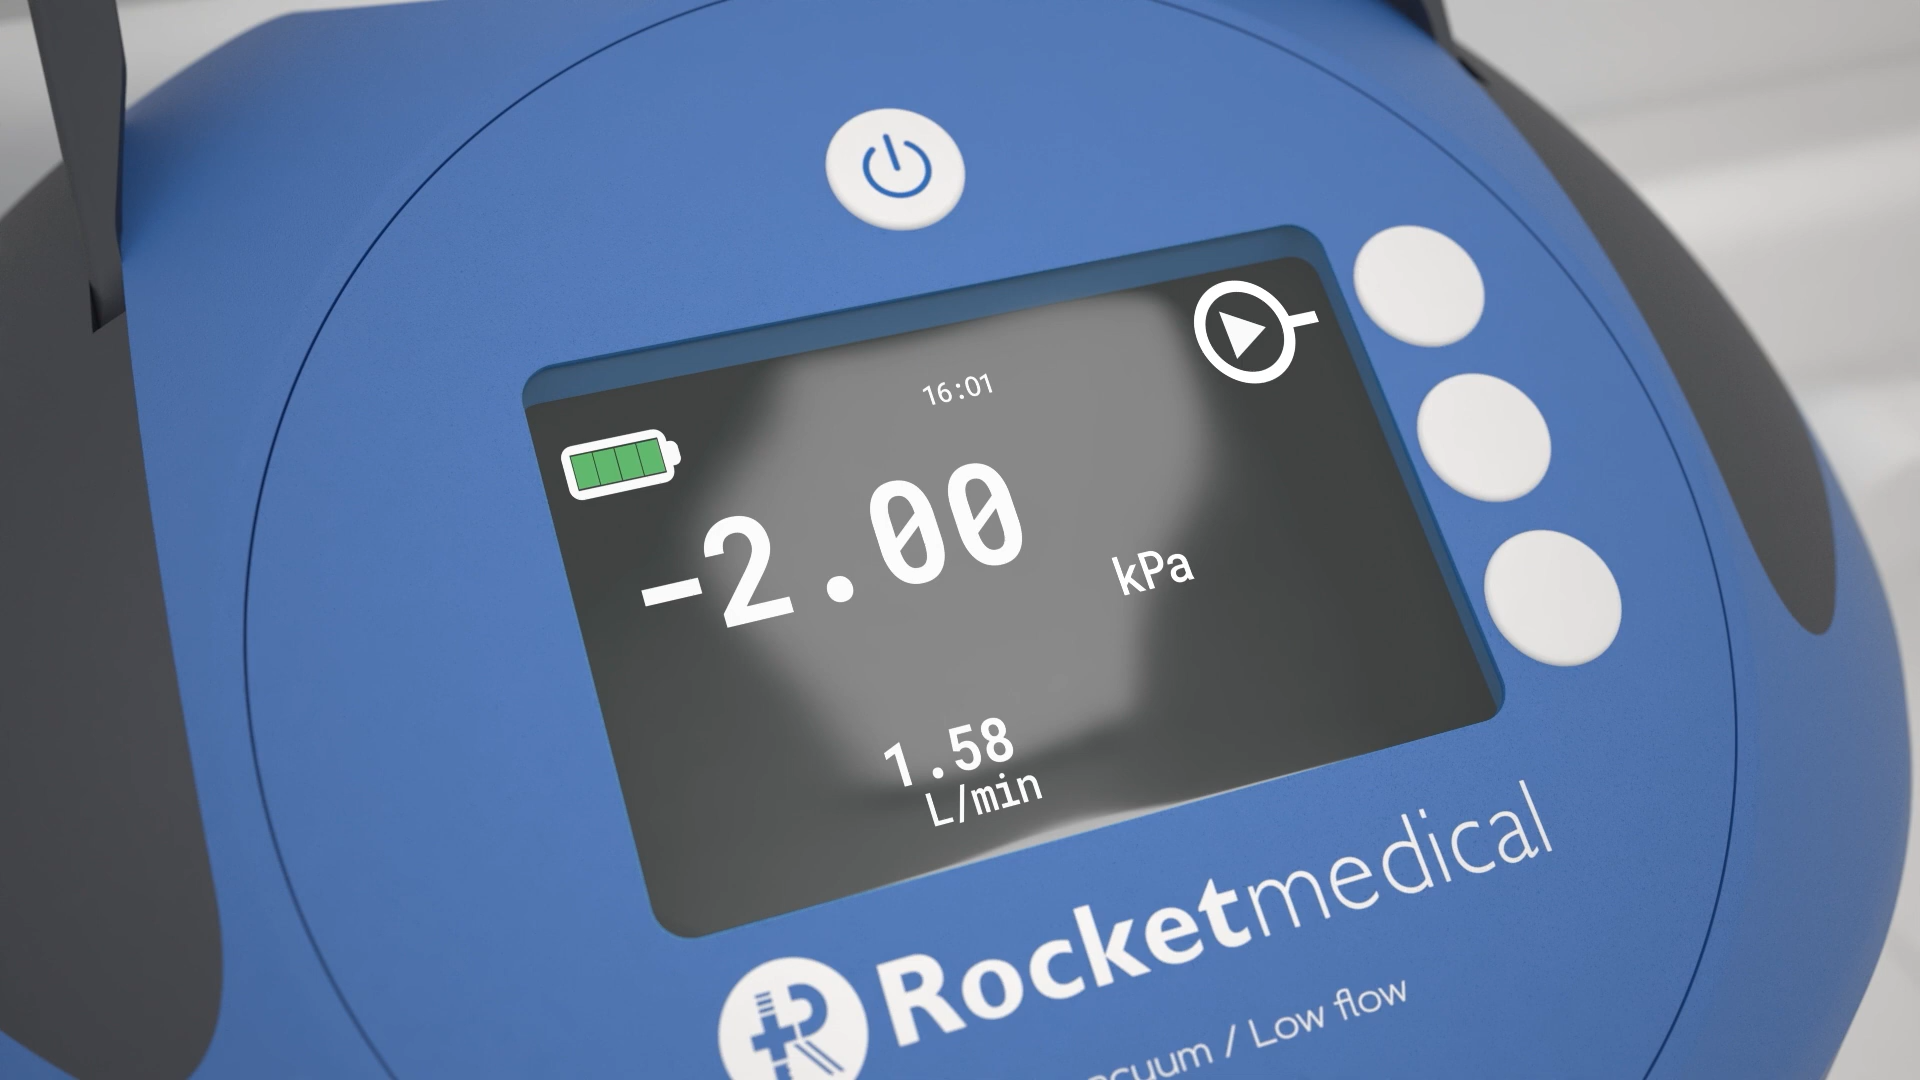 16:01
-2.00 kPa
1.58
L/min
Rocketmedical
/ Low flow